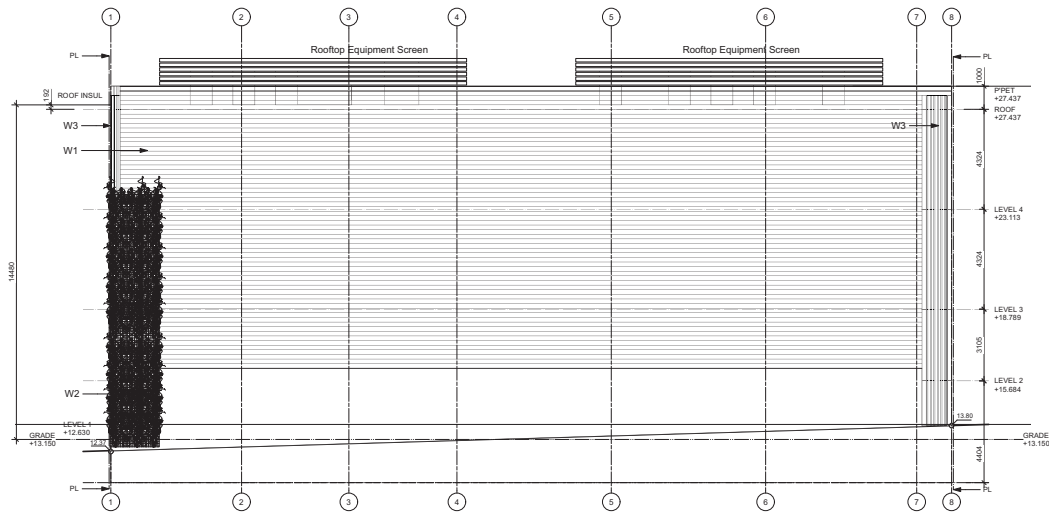 1 2 3 4 5 6 7 8
Rooftop Equipment Screen Rooftop Equipment Screen
PL PL
1000
192
ROOF INSUL
P'PET
+27.437
ROOF
+27.437
W3 W3
W1
4324
LEVEL 4
+23.113
14480
4324
LEVEL 3
+18.789
3105
LEVEL 2
+15.684
W2
13.80
LEVEL 1
+12.630
GRADE
+13.150
12.37
GRADE
+13.150
4404
PL PL
1 2 3 4 5 6 7 8